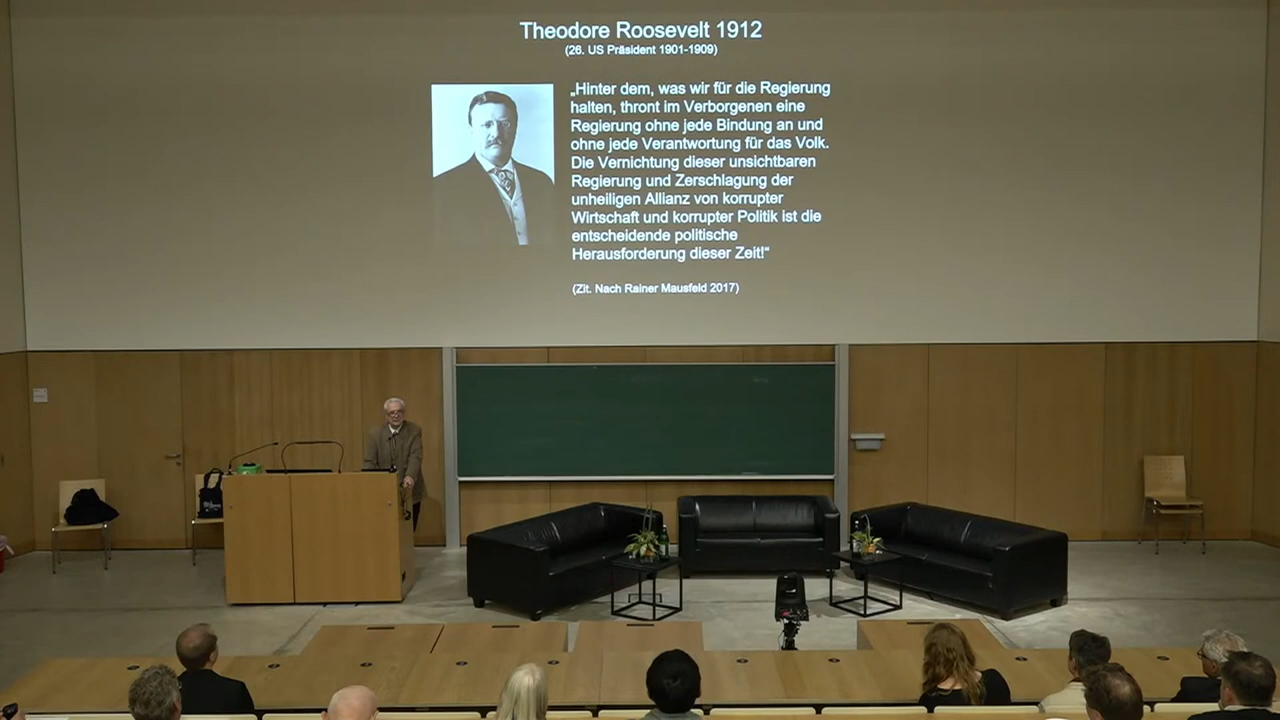 Theodore Roosevelt 1912
(26. US Präsident 1901-1909)
„Hinter dem, was wir für die Regierung
halten, thront im Verborgenen eine
Regierung ohne jede Bindung an und
ohne jede Verantwortung für das Volk.
Die Vernichtung dieser unsichtbaren
Regierung und Zerschlagung der
unheiligen Allianz von korrupter
Wirtschaft und korrupter Politik ist die
entscheidende politische
Herausforderung dieser Zeit!“
(Zit. Nach Rainer Mausfeld 2017)